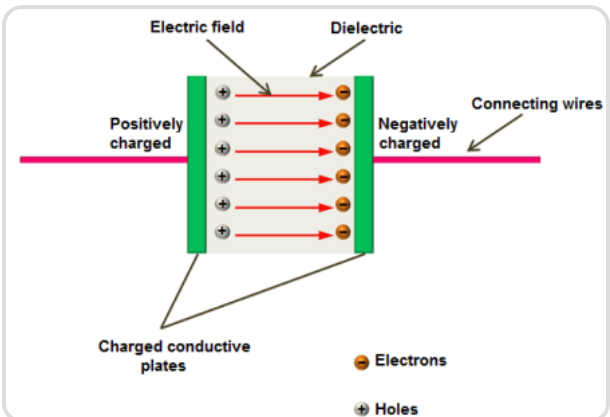 Electric field
Dielectric
Connecting wires
Positively
charged
Negatively
charged
Charged conductive
plates
Electrons
Holes